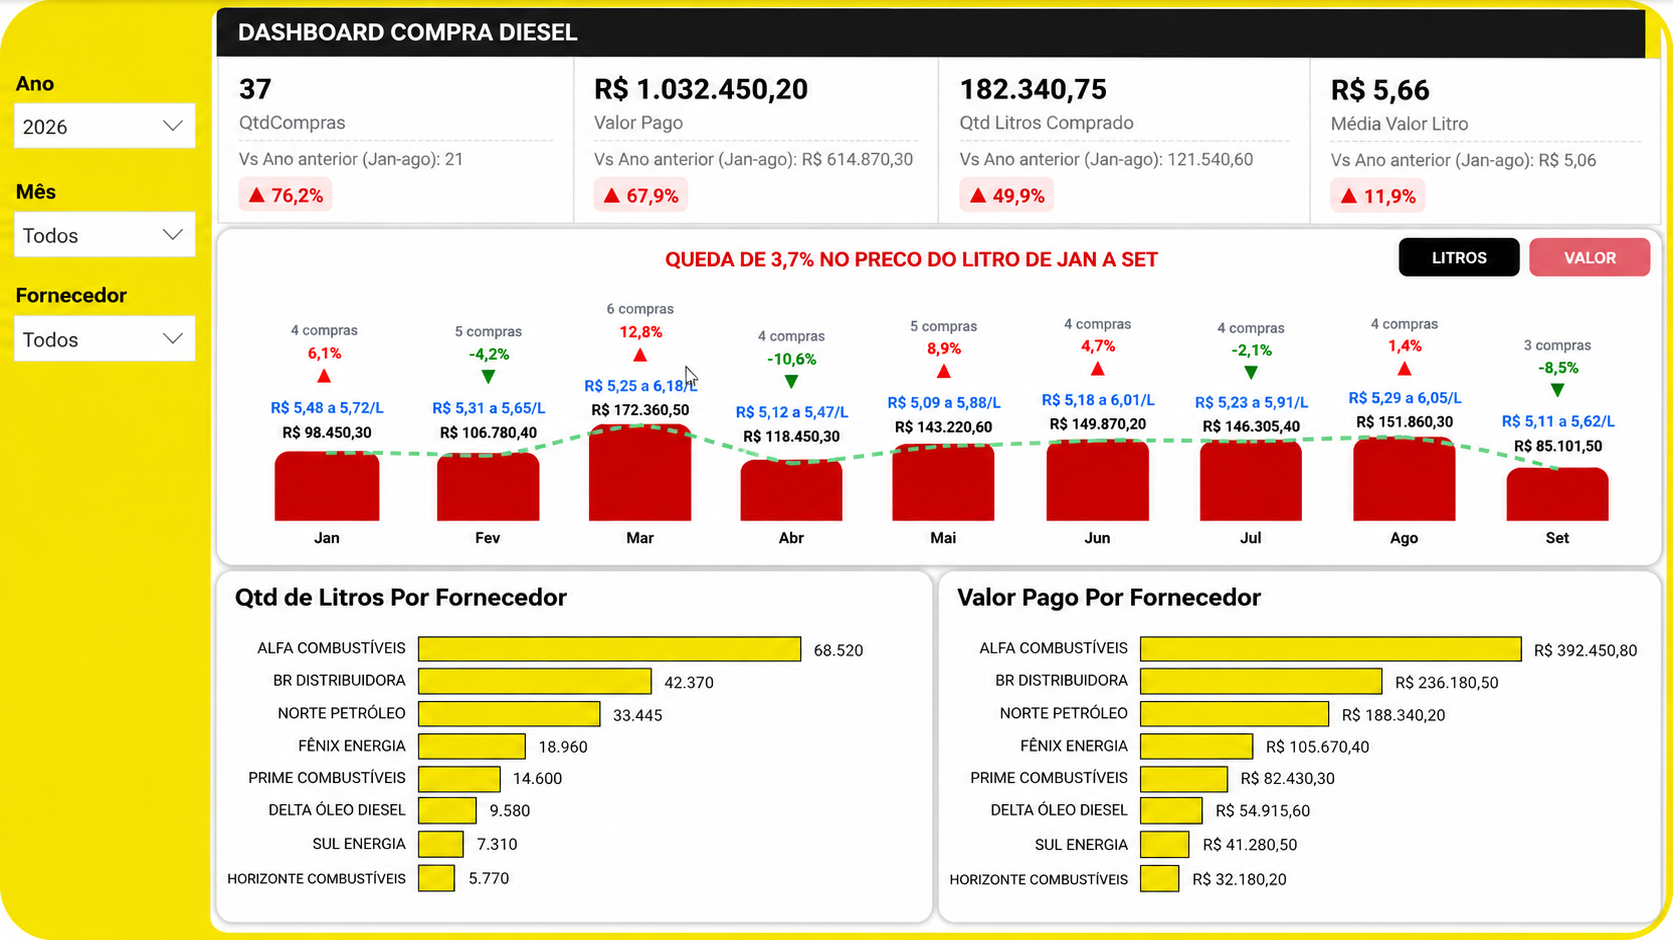 DASHBOARD COMPRA DIESEL
Ano
2026
Mês
Todos
Fornecedor
Todos
37
QtdCompras
Vs Ano anterior (Jan-ago): 21
▲ 76,2%
R$ 1.032.450,20
Valor Pago
Vs Ano anterior (Jan-ago): R$ 614.870,30
▲ 67,9%
182.340,75
Qtd Litros Comprado
Vs Ano anterior (Jan-ago): 121.540,60
▲ 49,9%
R$ 5,66
Média Valor Litro
Vs Ano anterior (Jan-ago): R$ 5,06
▲ 11,9%
QUEDA DE 3,7% NO PRECO DO LITRO DE JAN A SET
LITROS
VALOR
4 compras
6,1%
▲
R$ 5,48 a 5,72/L
R$ 98.450,30
Jan
5 compras
-4,2%
▼
R$ 5,31 a 5,65/L
R$ 106.780,40
Fev
6 compras
12,8%
▲
R$ 5,25 a 6,18/L
R$ 172.360,50
Mar
4 compras
-10,6%
▼
R$ 5,12 a 5,47/L
R$ 118.450,30
Abr
5 compras
8,9%
▲
R$ 5,09 a 5,88/L
R$ 143.220,60
Mai
4 compras
4,7%
▲
R$ 5,18 a 6,01/L
R$ 149.870,20
Jun
4 compras
-2,1%
▼
R$ 5,23 a 5,91/L
R$ 146.305,40
Jul
4 compras
1,4%
▲
R$ 5,29 a 6,05/L
R$ 151.860,30
Ago
3 compras
-8,5%
▼
R$ 5,11 a 5,62/L
R$ 85.101,50
Set
Qtd de Litros Por Fornecedor
ALFA COMBUSTÍVEIS 68.520
BR DISTRIBUIDORA 42.370
NORTE PETRÓLEO 33.445
FÊNIX ENERGIA 18.960
PRIME COMBUSTÍVEIS 14.600
DELTA ÓLEO DIESEL 9.580
SUL ENERGIA 7.310
HORIZONTE COMBUSTÍVEIS 5.770
Valor Pago Por Fornecedor
ALFA COMBUSTÍVEIS R$ 392.450,80
BR DISTRIBUIDORA R$ 236.180,50
NORTE PETRÓLEO R$ 188.340,20
FÊNIX ENERGIA R$ 105.670,40
PRIME COMBUSTÍVEIS R$ 82.430,30
DELTA ÓLEO DIESEL R$ 54.915,60
SUL ENERGIA R$ 41.280,50
HORIZONTE COMBUSTÍVEIS R$ 32.180,20